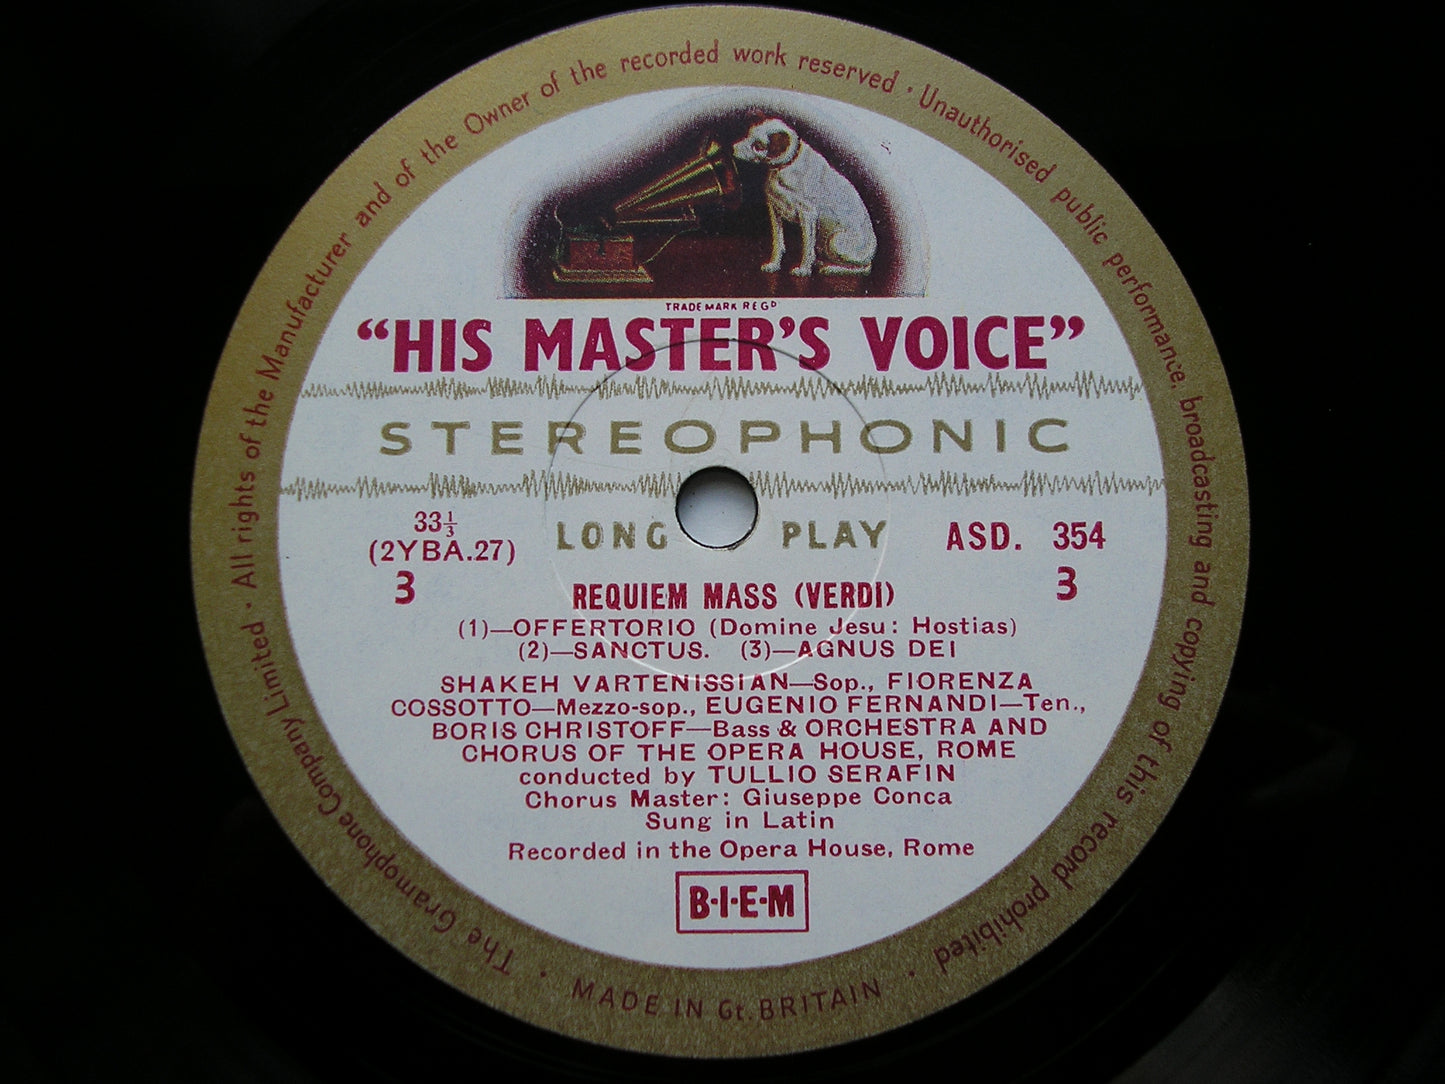 All rights of the Manufacturer and of the Owner of the recorded work reserved · Unauthorised public performance, broadcasting and copying of this record prohibited ·
TRADE MARK REGD
“HIS MASTER’S VOICE”
STEREOPHONIC
LONG PLAY
33⅓
(2YBA.27)
3
ASD. 354
3
REQUIEM MASS (VERDI)
(1)—OFFERTORIO (Domine Jesu: Hostias)
(2)—SANCTUS. (3)—AGNUS DEI
SHAKEH VARTENISSIAN—Sop., FIORENZA
COSSOTTO—Mezzo-sop., EUGENIO FERNANDI—Ten.,
BORIS CHRISTOFF—Bass & ORCHESTRA AND
CHORUS OF THE OPERA HOUSE, ROME
conducted by TULLIO SERAFIN
Chorus Master: Giuseppe Conca
Sung in Latin
Recorded in the Opera House, Rome
B·I·E·M
· The Gramophone Company Limited ·
MADE IN Gt. BRITAIN